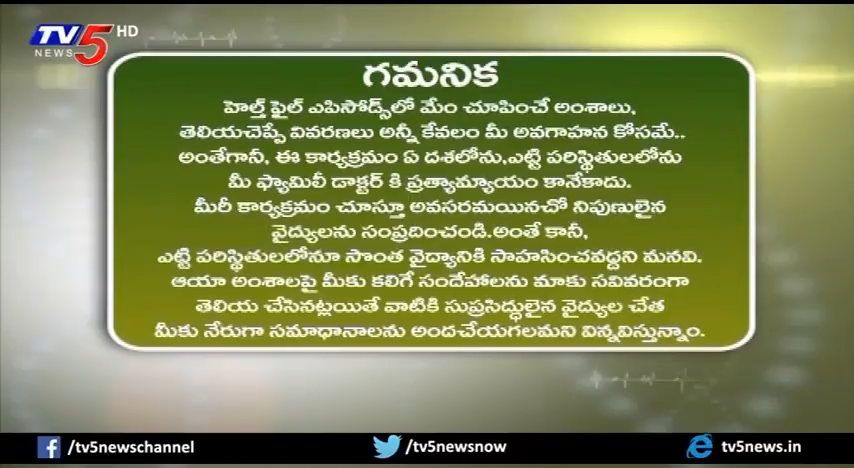 TV5 HD
NEWS
గమనిక
హెల్త్ ఫైల్ ఎపిసోడ్స్‌లో మేం చూపించే అంశాలు,
తెలియచెప్పే వివరణలు అన్నీ కేవలం మీ అవగాహన కోసమే..
అంతేగానీ, ఈ కార్యక్రమం ఏ దశలోను,ఎట్టి పరిస్థితులలోను
మీ ఫ్యామిలీ డాక్టర్ కి ప్రత్యామ్యాయం కానేకాదు.
మీరీ కార్యక్రమం చూస్తూ అవసరమయినచో నిపుణులైన
వైద్యులను సంప్రదించండి.అంతే కానీ,
ఎట్టి పరిస్థితులలోనూ సొంత వైద్యానికి సాహసించవద్దని మనవి.
ఆయా అంశాలపై మీకు కలిగే సందేహాలను మాకు సవివరంగా
తెలియ చేసినట్లయితే వాటికి సుప్రసిద్ధులైన వైద్యుల చేత
మీకు నేరుగా సమాధానాలను అందచేయగలమని విన్నవిస్తున్నాం.
/tv5newschannel /tv5newsnow tv5news.in